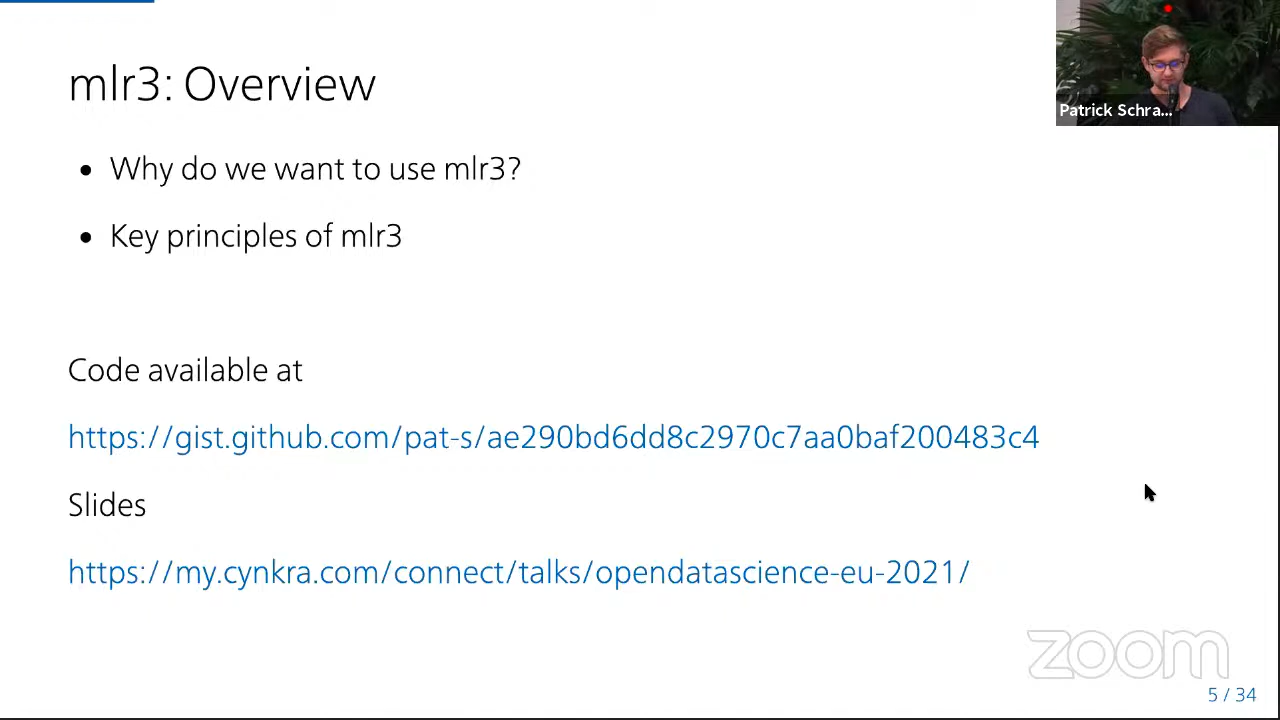 mlr3: Overview
Patrick Schra...
Why do we want to use mlr3?
Key principles of mlr3
Code available at
https://gist.github.com/pat-s/ae290bd6dd8c2970c7aa0baf200483c4
Slides
https://my.cynkra.com/connect/talks/opendatascience-eu-2021/
zoom
5 / 34